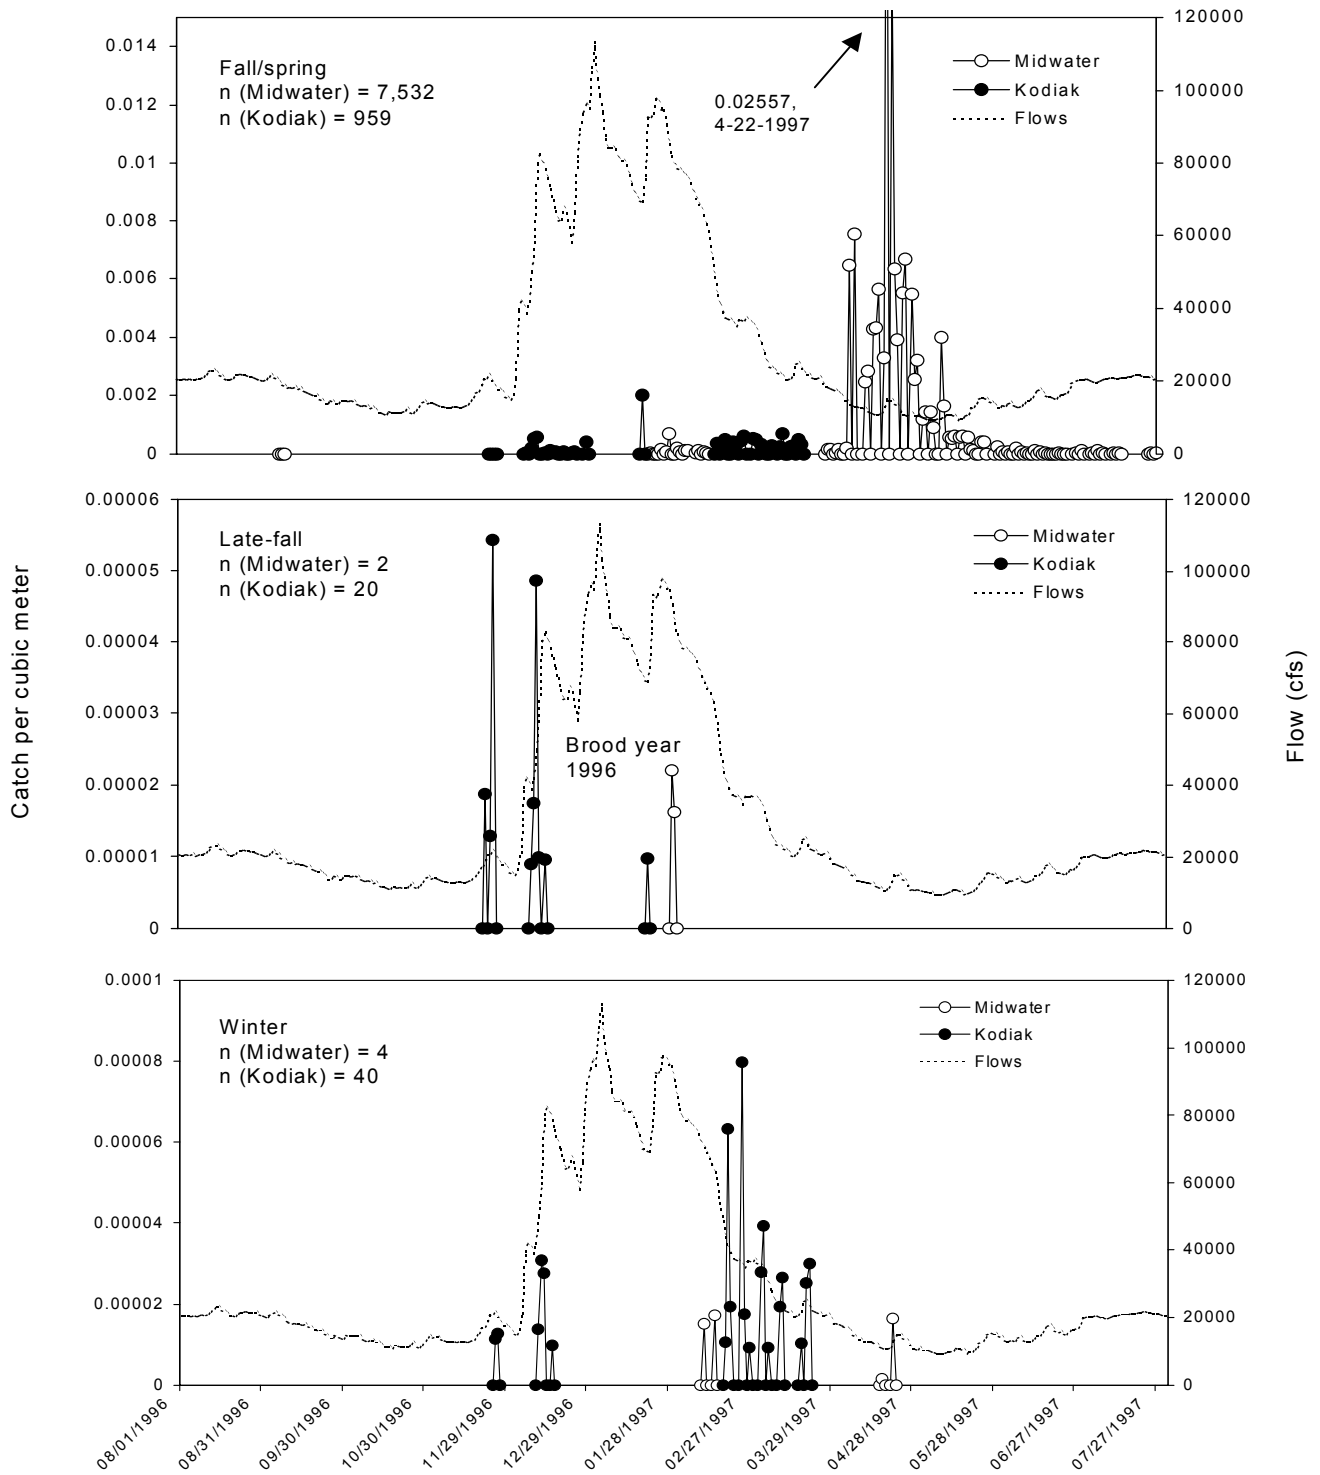 Catch per cubic meter
Flow (cfs)
Fall/spring
n (Midwater) = 7,532
n (Kodiak) = 959
0.02557,
4-22-1997
Midwater
Kodiak
Flows
0.014
0.012
0.01
0.008
0.006
0.004
0.002
0
120000
100000
80000
60000
40000
20000
0
Late-fall
n (Midwater) = 2
n (Kodiak) = 20
Brood year
1996
Midwater
Kodiak
Flows
0.00006
0.00005
0.00004
0.00003
0.00002
0.00001
0
120000
100000
80000
60000
40000
20000
0
Winter
n (Midwater) = 4
n (Kodiak) = 40
Midwater
Kodiak
Flows
0.0001
0.00008
0.00006
0.00004
0.00002
0
120000
100000
80000
60000
40000
20000
0
08/01/1996
08/31/1996
09/30/1996
10/30/1996
11/29/1996
12/29/1996
01/28/1997
02/27/1997
03/29/1997
04/28/1997
05/28/1997
06/27/1997
07/27/1997